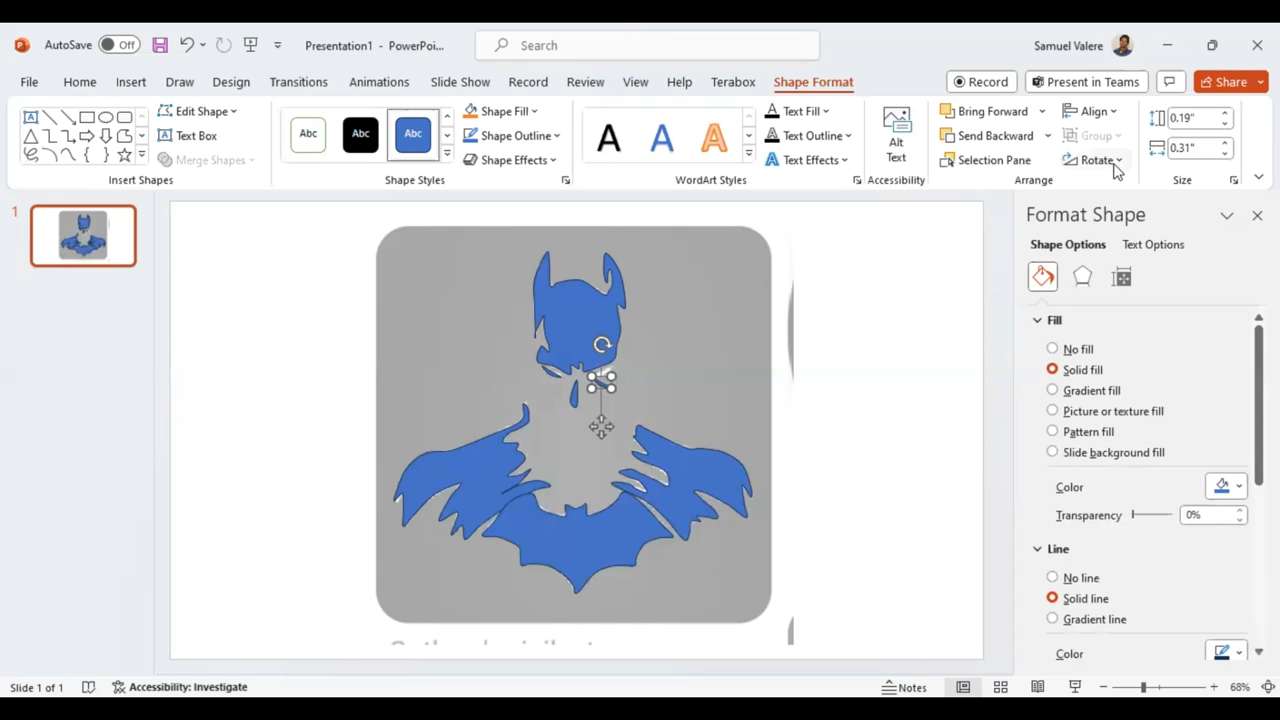 AutoSave Off Presentation1 - PowerPoi... Search Samuel Valere
File Home Insert Draw Design Transitions Animations Slide Show Record Review View Help Terabox Shape Format Record Present in Teams Share
Edit Shape
Text Box
Merge Shapes
Insert Shapes
Abc Abc Abc
Shape Fill
Shape Outline
Shape Effects
Shape Styles
A A A
Text Fill
Text Outline
Text Effects
WordArt Styles
Alt
Text
Accessibility
Bring Forward
Send Backward
Selection Pane
Align
Group
Rotate
Arrange
0.19"
0.31"
Size
1
Format Shape
Shape Options Text Options
Fill
No fill
Solid fill
Gradient fill
Picture or texture fill
Pattern fill
Slide background fill
Color
Transparency 0%
Line
No line
Solid line
Gradient line
Color
Slide 1 of 1 Accessibility: Investigate Notes 68%